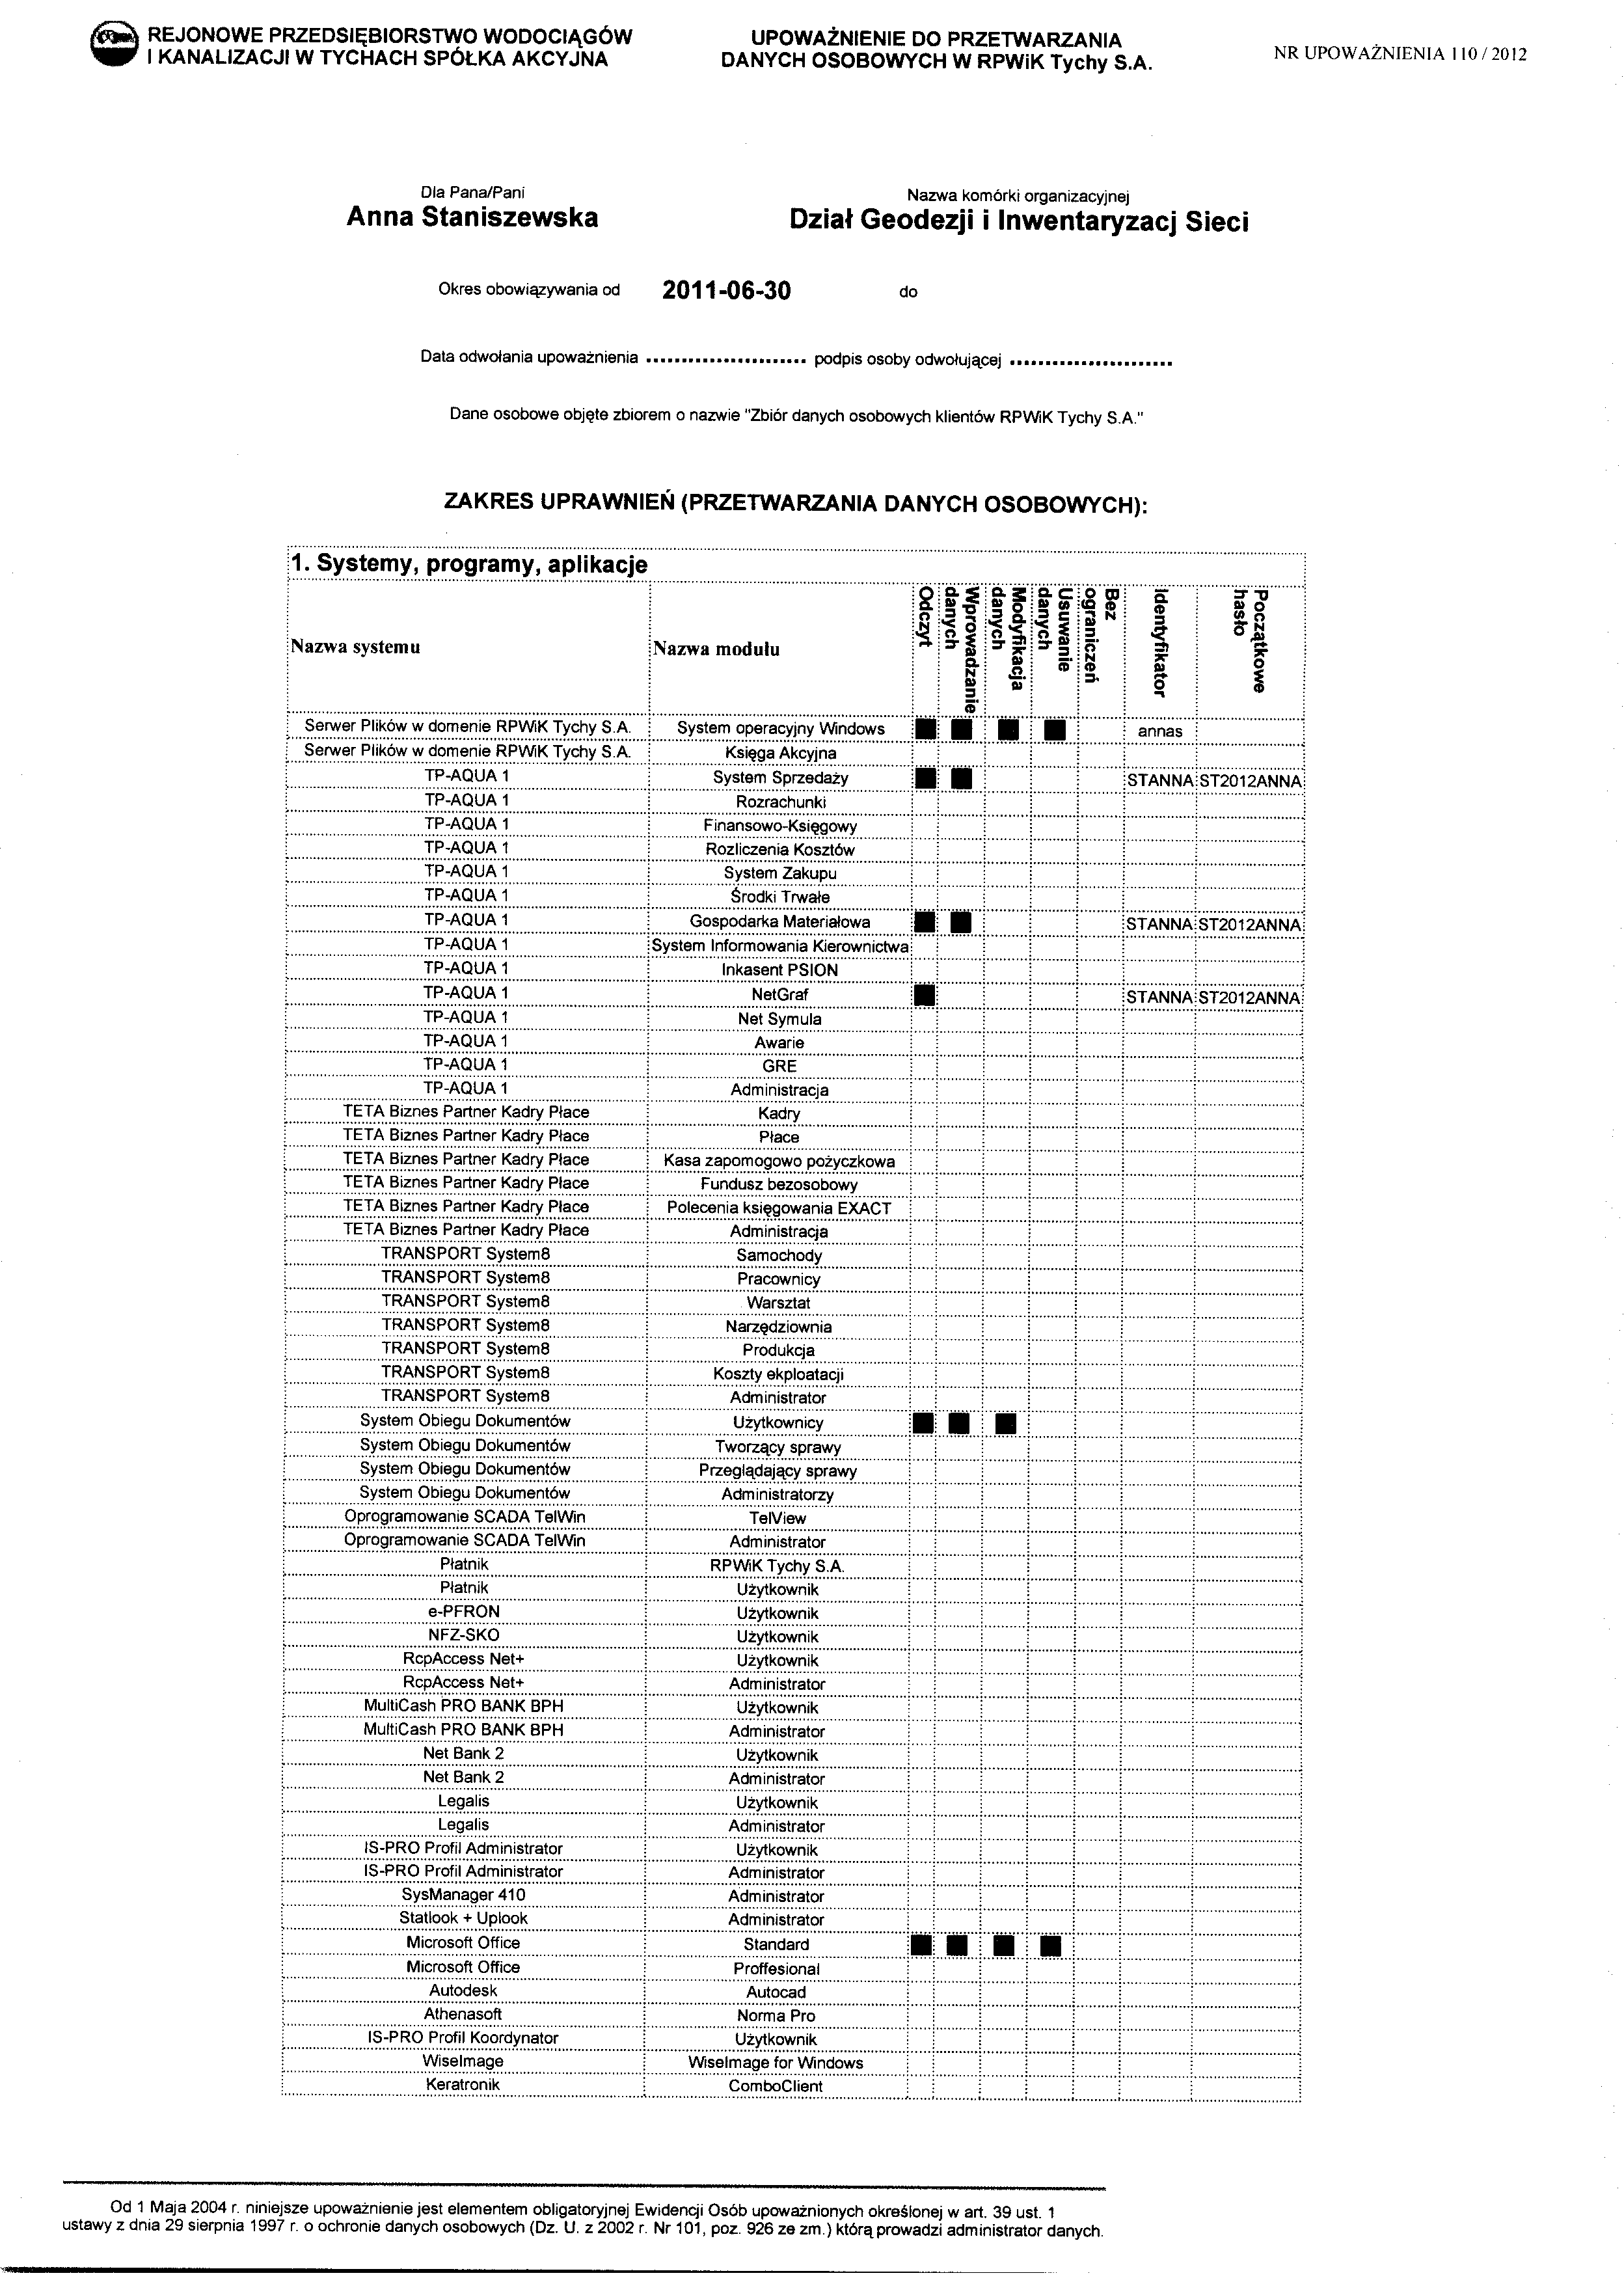 REJONOWE PRZEDSIĘBIORSTWO WODOCIĄGÓW
I KANALIZACJI W TYCHACH SPÓŁKA AKCYJNA
UPOWAŻNIENIE DO PRZETWARZANIA
DANYCH OSOBOWYCH W RPWiK Tychy S.A.
NR UPOWAŻNIENIA 110 / 2012
Dla Pana/Pani
Anna Staniszewska
Nazwa komórki organizacyjnej
Dział Geodezji i Inwentaryzacj Sieci
Okres obowiązywania od 2011-06-30 do
Data odwołania upoważnienia ....................... podpis osoby odwołującej .......................
Dane osobowe objęte zbiorem o nazwie "Zbiór danych osobowych klientów RPWiK Tychy S.A."
ZAKRES UPRAWNIEŃ (PRZETWARZANIA DANYCH OSOBOWYCH):
1. Systemy, programy, aplikacje
Nazwa systemu Nazwa modułu Odczyt Wprowadzanie danych Modyfikacja danych Usuwanie danych Bez ograniczeń Identyfikator Początkowe hasło
Serwer Plików w domenie RPWiK Tychy S.A. System operacyjny Windows ■ ■ ■ ■ annas
Serwer Plików w domenie RPWiK Tychy S.A. Księga Akcyjna
TP-AQUA 1 System Sprzedaży ■ ■ STANNA ST2012ANNA
TP-AQUA 1 Rozrachunki
TP-AQUA 1 Finansowo-Księgowy
TP-AQUA 1 Rozliczenia Kosztów
TP-AQUA 1 System Zakupu
TP-AQUA 1 Środki Trwałe
TP-AQUA 1 Gospodarka Materiałowa ■ ■ STANNA ST2012ANNA
TP-AQUA 1 System Informowania Kierownictwa
TP-AQUA 1 Inkasent PSION
TP-AQUA 1 NetGraf ■ STANNA ST2012ANNA
TP-AQUA 1 Net Symula
TP-AQUA 1 Awarie
TP-AQUA 1 GRE
TP-AQUA 1 Administracja
TETA Biznes Partner Kadry Płace Kadry
TETA Biznes Partner Kadry Płace Płace
TETA Biznes Partner Kadry Płace Kasa zapomogowo pożyczkowa
TETA Biznes Partner Kadry Płace Fundusz bezosobowy
TETA Biznes Partner Kadry Płace Polecenia księgowania EXACT
TETA Biznes Partner Kadry Płace Administracja
TRANSPORT System8 Samochody
TRANSPORT System8 Pracownicy
TRANSPORT System8 Warsztat
TRANSPORT System8 Narzędziownia
TRANSPORT System8 Produkcja
TRANSPORT System8 Koszty ekploatacji
TRANSPORT System8 Administrator
System Obiegu Dokumentów Użytkownicy ■ ■ ■
System Obiegu Dokumentów Tworzący sprawy
System Obiegu Dokumentów Przeglądający sprawy
System Obiegu Dokumentów Administratorzy
Oprogramowanie SCADA TelWin TelView
Oprogramowanie SCADA TelWin Administrator
Płatnik RPWiK Tychy S.A.
Płatnik Użytkownik
e-PFRON Użytkownik
NFZ-SKO Użytkownik
RcpAccess Net+ Użytkownik
RcpAccess Net+ Administrator
MultiCash PRO BANK BPH Użytkownik
MultiCash PRO BANK BPH Administrator
Net Bank 2 Użytkownik
Net Bank 2 Administrator
Legalis Użytkownik
Legalis Administrator
IS-PRO Profil Administrator Użytkownik
IS-PRO Profil Administrator Administrator
SysManager 410 Administrator
Statlook + Uplook Administrator
Microsoft Office Standard ■ ■ ■ ■
Microsoft Office Proffesional
Autodesk Autocad
Athenasoft Norma Pro
IS-PRO Profil Koordynator Użytkownik
WiseImage WiseImage for Windows
Keratronik ComboClient
Od 1 Maja 2004 r. niniejsze upoważnienie jest elementem obligatoryjnej Ewidencji Osób upoważnionych określonej w art. 39 ust. 1
ustawy z dnia 29 sierpnia 1997 r. o ochronie danych osobowych (Dz. U. z 2002 r. Nr 101, poz. 926 ze zm.) którą prowadzi administrator danych.